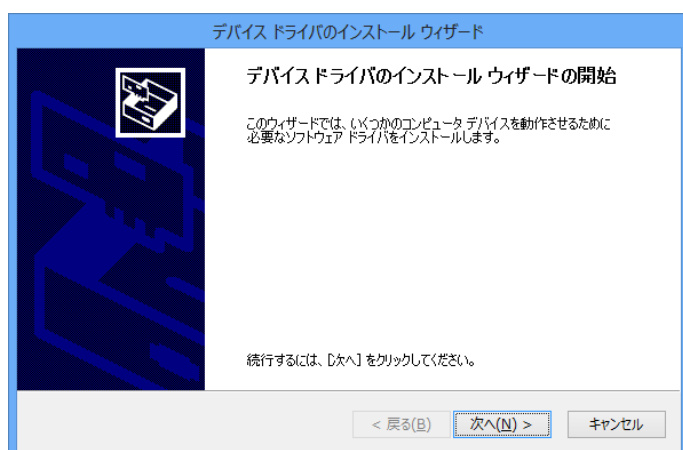 デバイス ドライバのインストール ウィザード
デバイス ドライバのインストール ウィザードの開始
このウィザードでは、いくつかのコンピュータ デバイスを動作させるために
必要なソフトウェア ドライバをインストールします。
続行するには、[次へ] をクリックしてください。
< 戻る(B) 次へ(N) > キャンセル